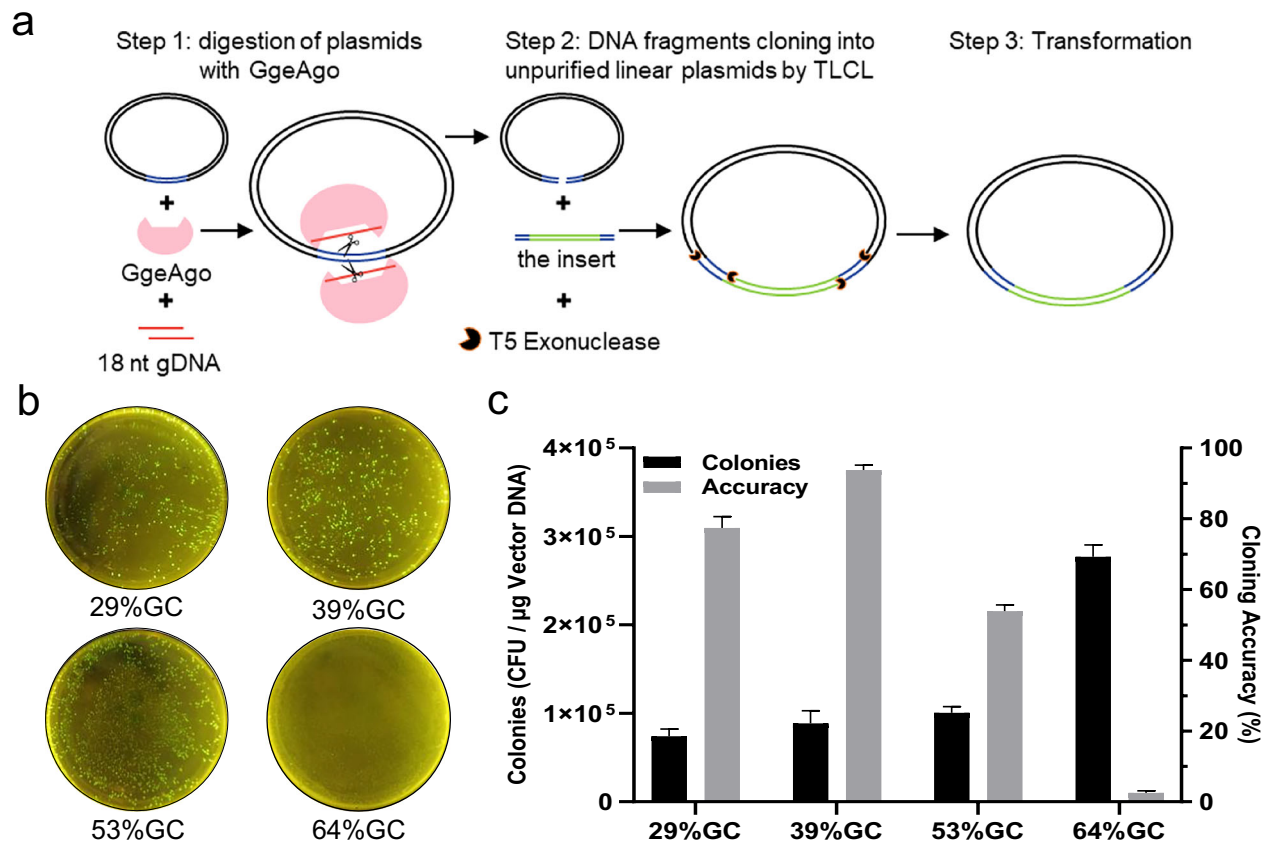 a
Step 1: digestion of plasmids
with GgeAgo
Step 2: DNA fragments cloning into
unpurified linear plasmids by TLCL
Step 3: Transformation
+
GgeAgo
+
18 nt gDNA
+
the insert
+
T5 Exonuclease
b
29%GC
39%GC
53%GC
64%GC
c
Colonies (CFU / µg Vector DNA)
4×10⁵
3×10⁵
2×10⁵
1×10⁵
0
Colonies
Accuracy
100
80
60
40
20
0
Cloning Accuracy (%)
29%GC
39%GC
53%GC
64%GC